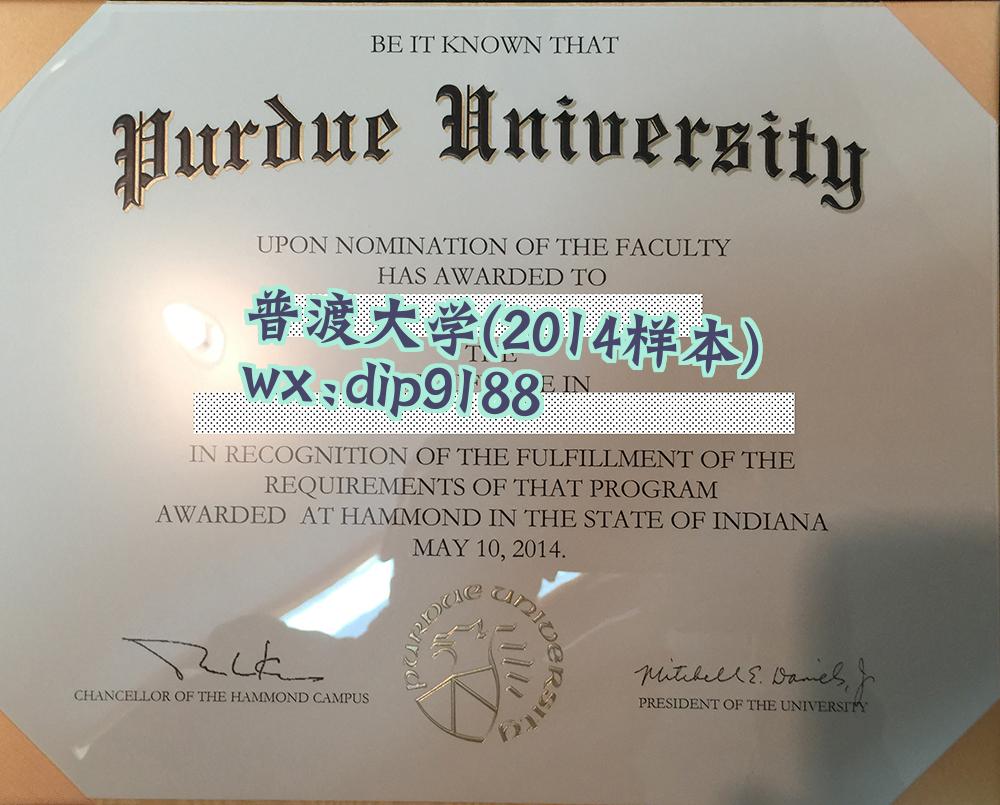 BE IT KNOWN THAT
Purdue University
UPON NOMINATION OF THE FACULTY
HAS AWARDED TO
普渡大学(2014样本)
THE
wx:dip9188
E IN
IN RECOGNITION OF THE FULFILLMENT OF THE
REQUIREMENTS OF THAT PROGRAM
AWARDED AT HAMMOND IN THE STATE OF INDIANA
MAY 10, 2014.
PURDUE UNIVERSITY
Mitchell E. Daniels, Jr
CHANCELLOR OF THE HAMMOND CAMPUS
PRESIDENT OF THE UNIVERSITY